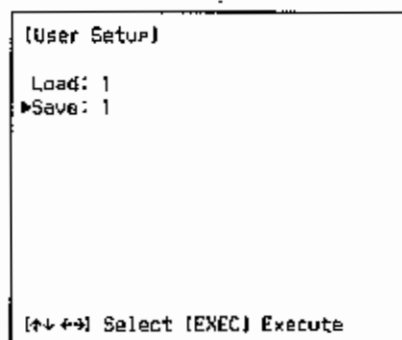 [User Setup]
Load: 1
▶Save: 1
[↑↓ ←→] Select [EXEC] Execute